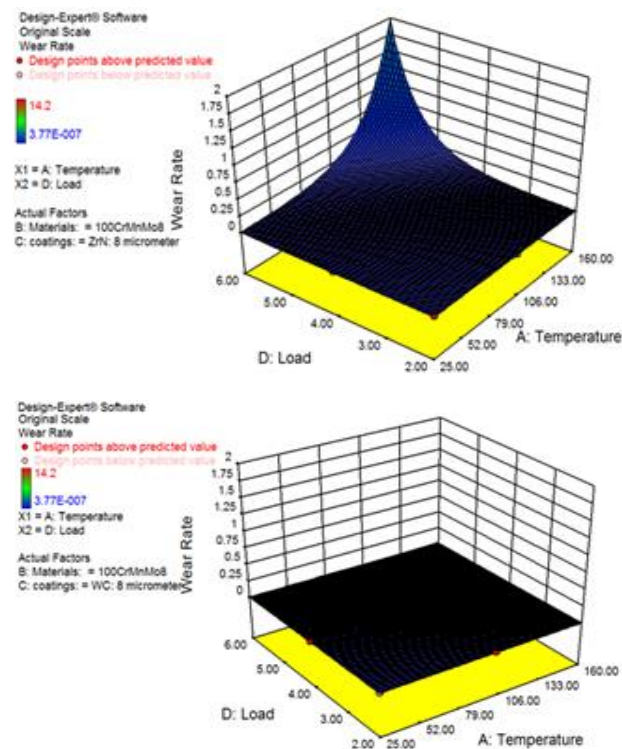 Design-Expert® Software
Original Scale
Wear Rate
Design points above predicted value
Design points below predicted value
14.2
3.77E-007
X1 = A: Temperature
X2 = D: Load
Actual Factors
B: Materials: = 100CrMnMo8
C: coatings: = ZrN: 8 micrometer
Wear Rate
2
1.75
1.5
1.25
1
0.75
0.5
0.25
0
6.00
5.00
4.00
3.00
2.00
D: Load
25.00
52.00
79.00
106.00
133.00
160.00
A: Temperature
Design-Expert® Software
Original Scale
Wear Rate
Design points above predicted value
Design points below predicted value
14.2
3.77E-007
X1 = A: Temperature
X2 = D: Load
Actual Factors
B: Materials: = 100CrMnMo8
C: coatings: = WC: 8 micrometer
Wear Rate
2
1.75
1.5
1.25
1
0.75
0.5
0.25
0
6.00
5.00
4.00
3.00
2.00
D: Load
25.00
52.00
79.00
106.00
133.00
160.00
A: Temperature